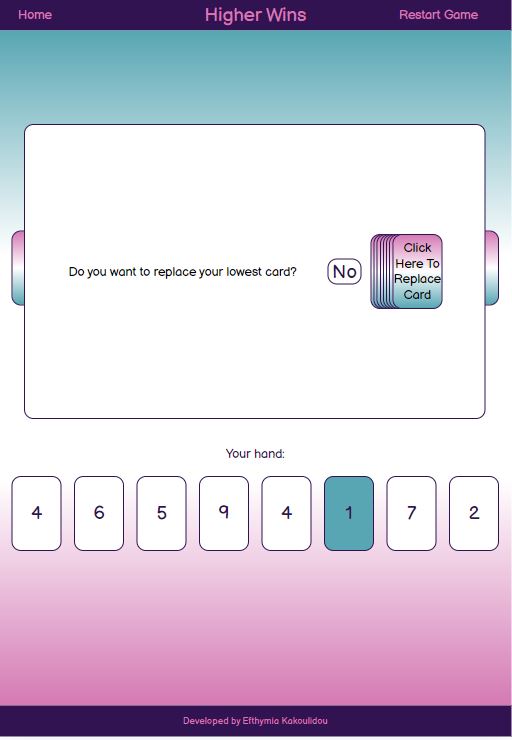 Home
Higher Wins
Restart Game
Do you want to replace your lowest card?
No
Click
Here To
Replace
Card
Your hand:
4 6 5 9 4 1 7 2
Developed by Efthymia Kakoulidou